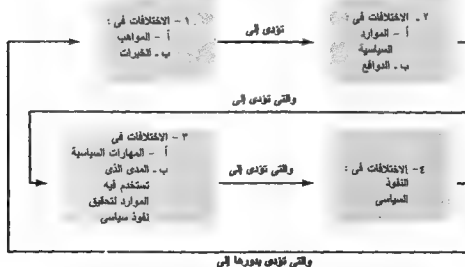 ١ - الاختلافات فى :
أ - المواهب
ب - الخبرات
تؤدى إلى
٢ - الاختلافات فى :
أ - الموارد
السياسية
ب - الدوافع
والتى تؤدى إلى
٣ - الاختلافات فى
أ - المهارات السياسية
ب - المدى الذى
تستخدم فيه
الموارد لتحقيق
نفوذ سياسى
والتى تؤدى إلى
٤ - الاختلافات فى :
النفوذ
السياسى
والتى تؤدى بدورها إلى